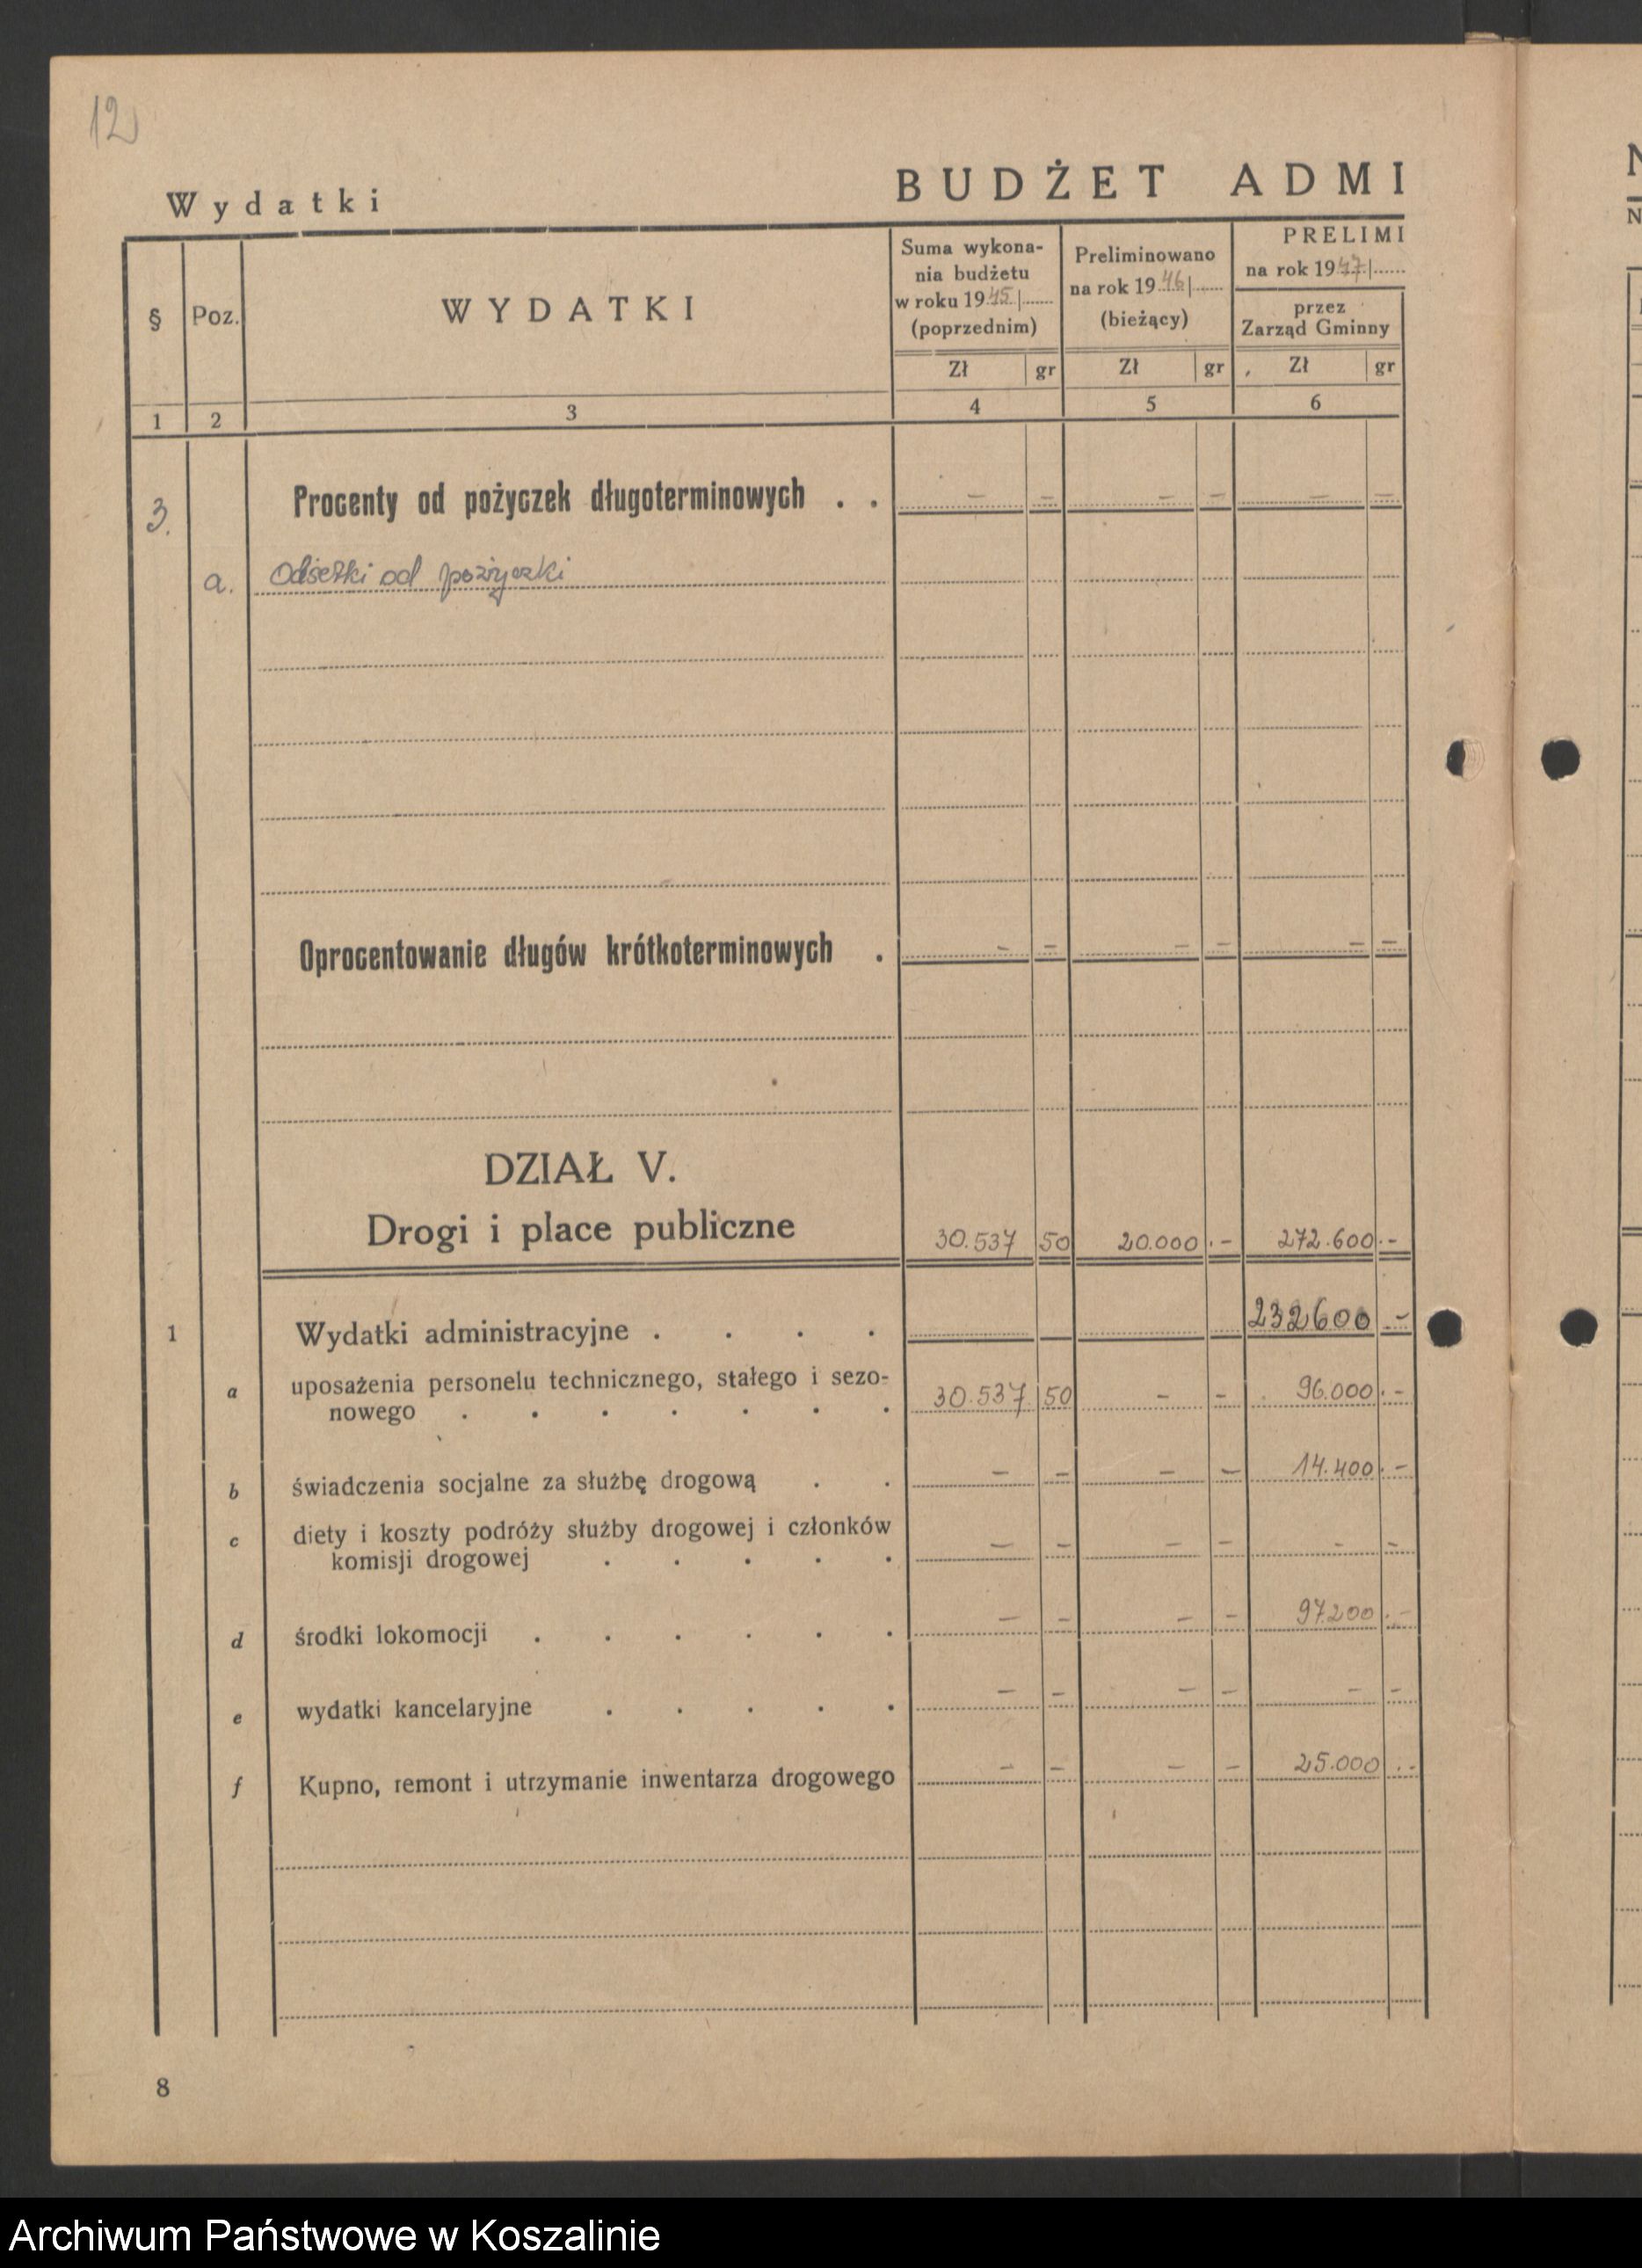 12
Wydatki
BUDŻET ADMI
§
Poz.
WYDATKI
Suma wykona-
nia budżetu
w roku 1945 |......
(poprzednim)
Preliminowano
na rok 1946 |......
(bieżący)
PRELIMI
na rok 1947 |......
przez
Zarząd Gminny
Zł gr Zł gr Zł gr
1 2 3 4 5 6
3. Procenty od pożyczek długoterminowych . . – – – – – –
a. Odsetki od pożyczki
Oprocentowanie długów krótkoterminowych . – – – – – –
DZIAŁ V.
Drogi i place publiczne 30.537 50 20.000 .– 272.600 .–
1 Wydatki administracyjne . . . . 232600 .–
a uposażenia personelu technicznego, stałego i sezo-
nowego . . . . . . . 30.537. 50 – – 96.000 .–
b świadczenia socjalne za służbę drogową . . – – – – 14.400 .–
c diety i koszty podróży służby drogowej i członków
komisji drogowej . . . . . – – – – – –
d środki lokomocji . . . . . . – – – – 97.200 .–
e wydatki kancelaryjne . . . . . – – – – – –
f Kupno, remont i utrzymanie inwentarza drogowego – – – – 25.000 .–
8
Archiwum Państwowe w Koszalinie